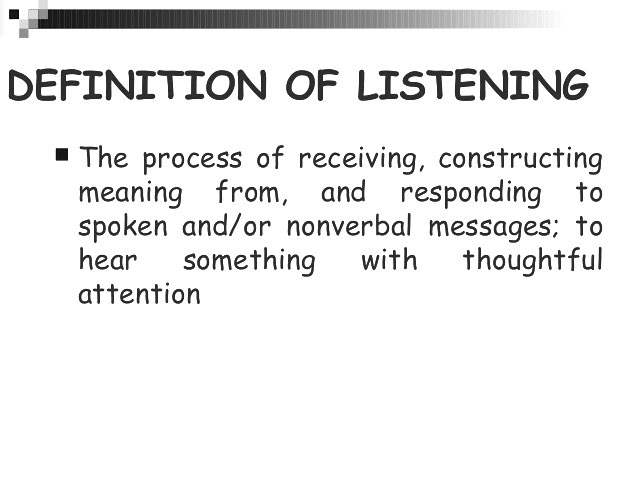 DEFINITION OF LISTENING
The process of receiving, constructing
meaning from, and responding to
spoken and/or nonverbal messages; to
hear something with thoughtful
attention